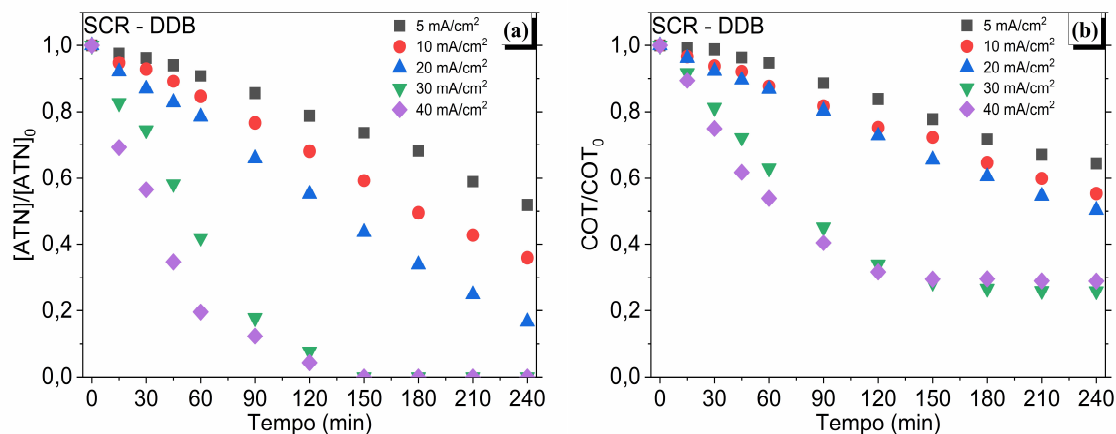 SCR - DDB
(a)
5 mA/cm²
10 mA/cm²
20 mA/cm²
30 mA/cm²
40 mA/cm²
1,0
0,8
0,6
0,4
0,2
0,0
[ATN]/[ATN]₀
0 30 60 90 120 150 180 210 240
Tempo (min)
SCR - DDB
(b)
5 mA/cm²
10 mA/cm²
20 mA/cm²
30 mA/cm²
40 mA/cm²
1,0
0,8
0,6
0,4
0,2
0,0
COT/COT₀
0 30 60 90 120 150 180 210 240
Tempo (min)